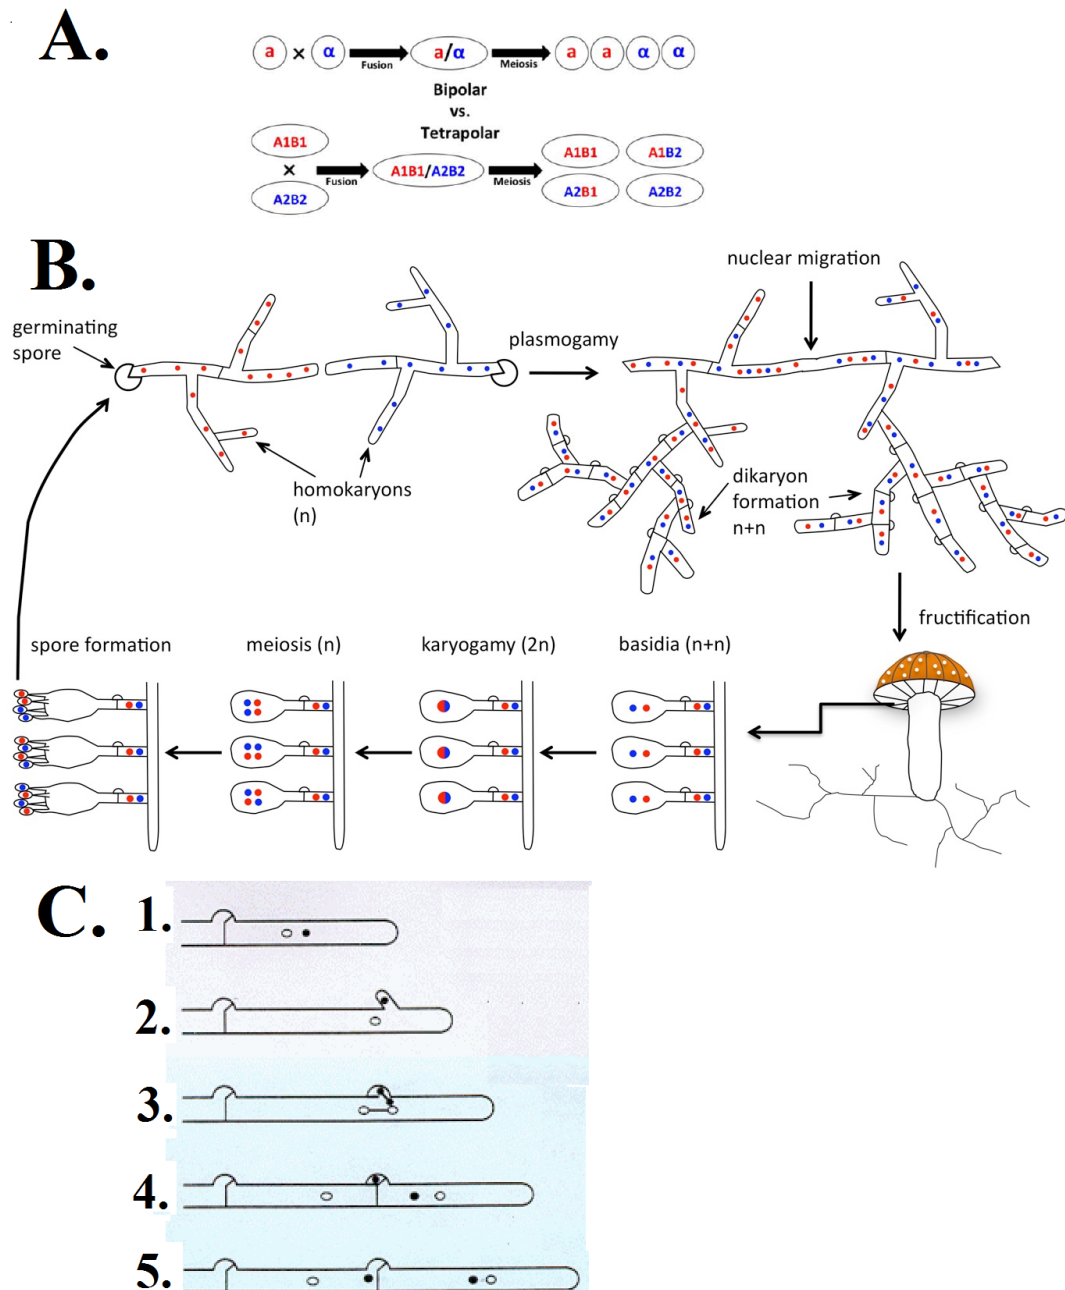 A.
a × α Fusion a/α Meiosis a a α α
Bipolar
vs.
Tetrapolar
A1B1
×
A2B2
Fusion
A1B1/A2B2
Meiosis
A1B1 A1B2
A2B1 A2B2
B.
germinating
spore
homokaryons
(n)
plasmogamy
nuclear migration
dikaryon
formation
n+n
fructification
basidia (n+n)
karyogamy (2n)
meiosis (n)
spore formation
C.
1.
2.
3.
4.
5.